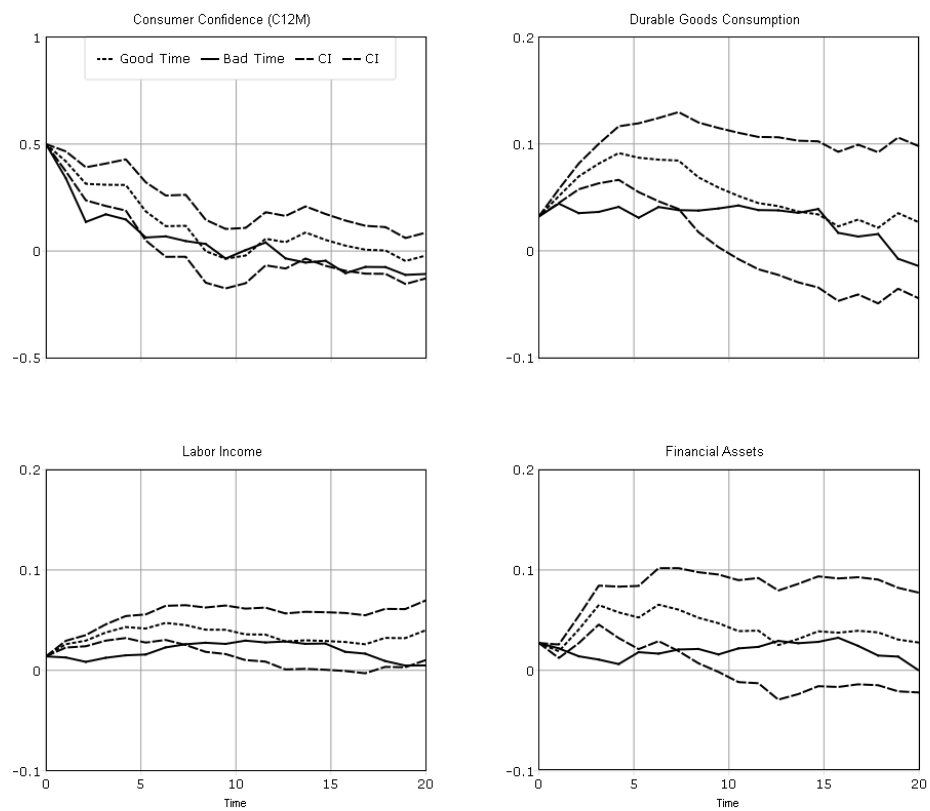 Consumer Confidence (C12M)
1
0.5
0
-0.5
Good Time Bad Time CI CI
Durable Goods Consumption
0.2
0.1
0
-0.1
Labor Income
0.2
0.1
0
-0.1
0 5 10 15 20
Time
Financial Assets
0.2
0.1
0
-0.1
0 5 10 15 20
Time